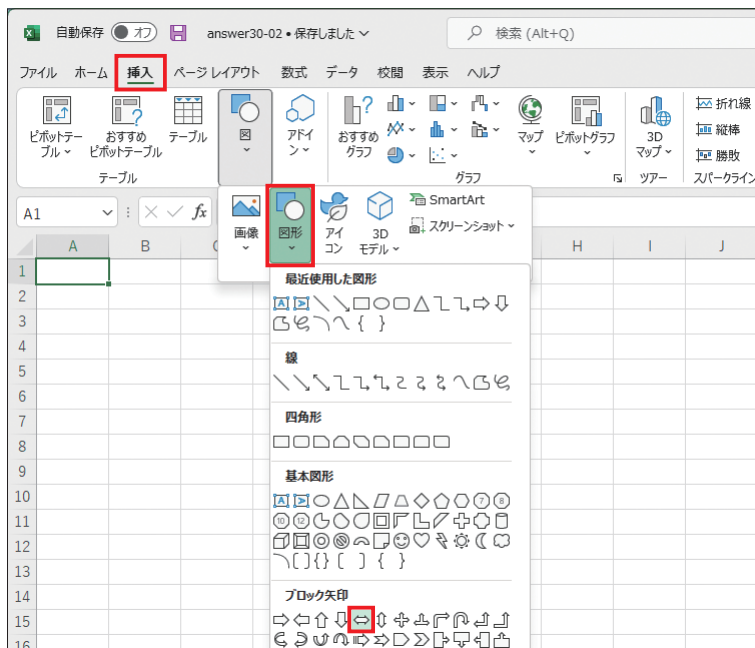 自動保存 オフ answer30-02 • 保存しました 検索 (Alt+Q)
ファイル ホーム 挿入 ページ レイアウト 数式 データ 校閲 表示 ヘルプ
ピボットテー
ブル
おすすめ
ピボットテーブル
テーブル
図
アドイ
ン
おすすめ
グラフ
マップ
ピボットグラフ
3D
マップ
折れ線
縦棒
勝敗
テーブル
グラフ
ツアー
スパークライン
A1
fx
画像
図形
アイ
コン
3D
モデル
SmartArt
スクリーンショット
A B H I J
最近使用した図形
線
四角形
基本図形
ブロック矢印
1
2
3
4
5
6
7
8
9
10
11
12
13
14
15
16